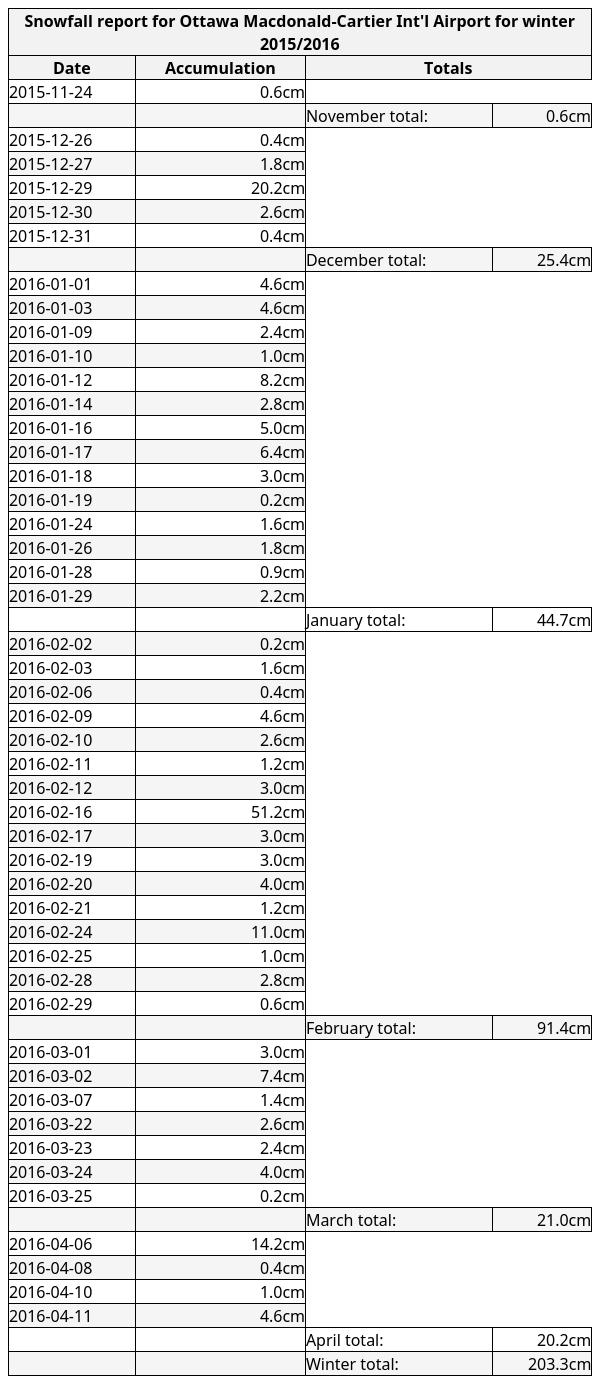 Snowfall report for Ottawa Macdonald-Cartier Int'l Airport for winter
2015/2016
Date Accumulation Totals
2015-11-24 0.6cm
November total: 0.6cm
2015-12-26 0.4cm
2015-12-27 1.8cm
2015-12-29 20.2cm
2015-12-30 2.6cm
2015-12-31 0.4cm
December total: 25.4cm
2016-01-01 4.6cm
2016-01-03 4.6cm
2016-01-09 2.4cm
2016-01-10 1.0cm
2016-01-12 8.2cm
2016-01-14 2.8cm
2016-01-16 5.0cm
2016-01-17 6.4cm
2016-01-18 3.0cm
2016-01-19 0.2cm
2016-01-24 1.6cm
2016-01-26 1.8cm
2016-01-28 0.9cm
2016-01-29 2.2cm
January total: 44.7cm
2016-02-02 0.2cm
2016-02-03 1.6cm
2016-02-06 0.4cm
2016-02-09 4.6cm
2016-02-10 2.6cm
2016-02-11 1.2cm
2016-02-12 3.0cm
2016-02-16 51.2cm
2016-02-17 3.0cm
2016-02-19 3.0cm
2016-02-20 4.0cm
2016-02-21 1.2cm
2016-02-24 11.0cm
2016-02-25 1.0cm
2016-02-28 2.8cm
2016-02-29 0.6cm
February total: 91.4cm
2016-03-01 3.0cm
2016-03-02 7.4cm
2016-03-07 1.4cm
2016-03-22 2.6cm
2016-03-23 2.4cm
2016-03-24 4.0cm
2016-03-25 0.2cm
March total: 21.0cm
2016-04-06 14.2cm
2016-04-08 0.4cm
2016-04-10 1.0cm
2016-04-11 4.6cm
April total: 20.2cm
Winter total: 203.3cm